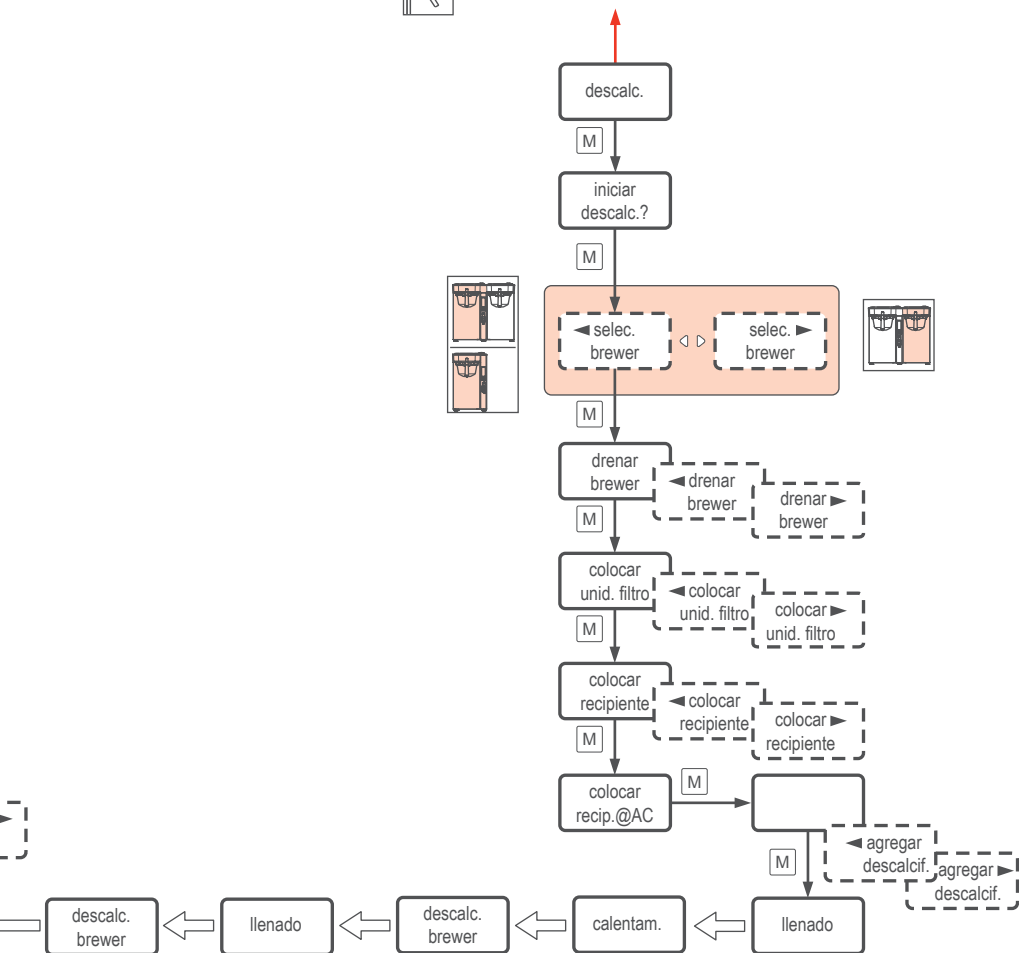 descalc.
M
iniciar
descalc.?
M
◄ selec.
brewer
selec. ►
brewer
M
drenar
brewer
◄ drenar
brewer
drenar ►
brewer
M
colocar
unid. filtro
◄ colocar
unid. filtro
colocar ►
unid. filtro
M
colocar
recipiente
◄ colocar
recipiente
colocar ►
recipiente
M
colocar
recip.@AC
M
◄ agregar
descalcif.
agregar ►
descalcif.
M
descalc.
brewer
llenado
descalc.
brewer
calentam.
llenado